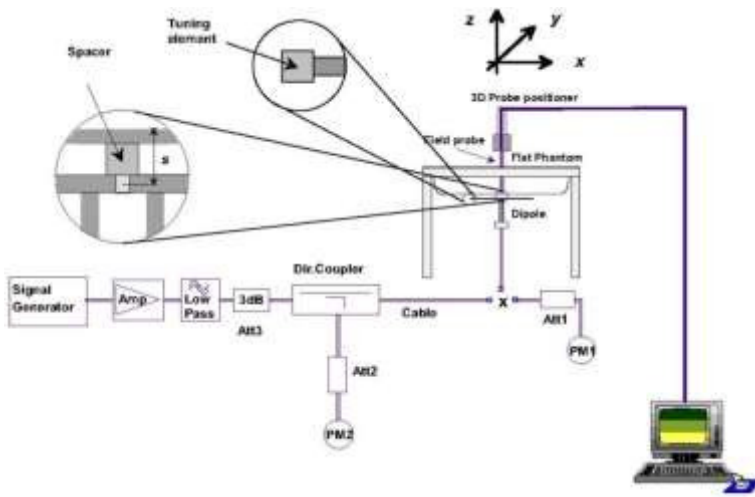 Tuning
element
Spacer
s
z
y
x
3D Probe positioner
Field probe
Flat Phantom
Dipole
Signal
Generator
Amp
Low
Pass
3dB
Att3
Dir.Coupler
Cable
x
Att1
PM1
Att2
PM2